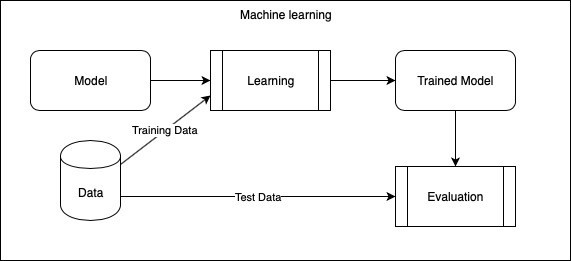 Machine learning
Model
Learning
Trained Model
Training Data
Data
Test Data
Evaluation